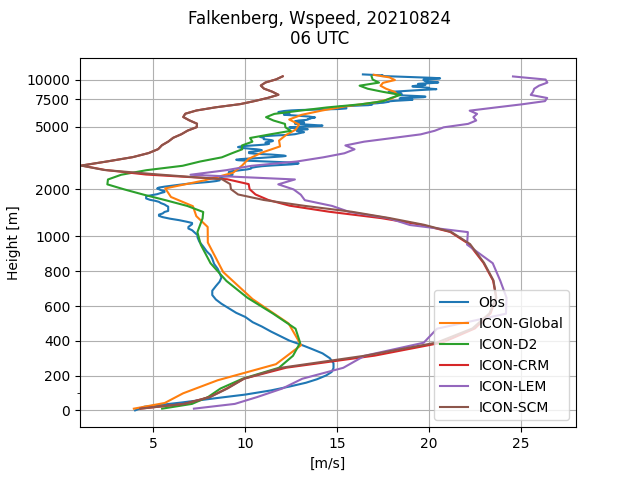 Falkenberg, Wspeed, 20210824
06 UTC
10000
7500
5000
2000
1000
800
600
400
200
0
Height [m]
Obs
ICON-Global
ICON-D2
ICON-CRM
ICON-LEM
ICON-SCM
5 10 15 20 25
[m/s]